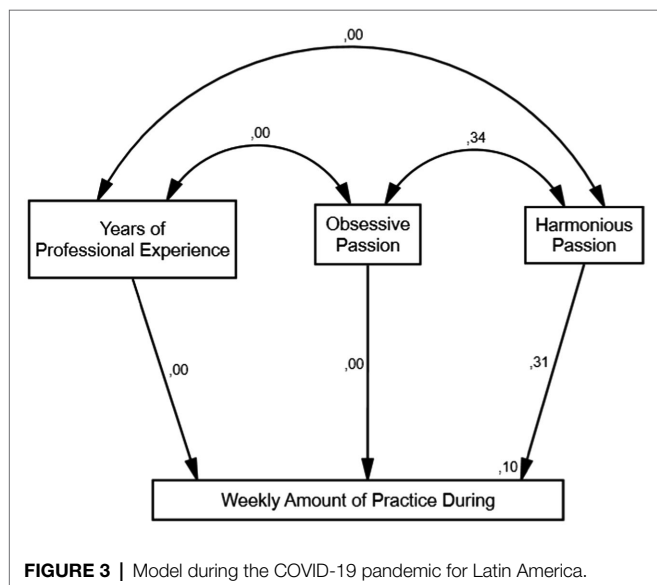 ,00
,00
,34
Years of
Professional Experience
Obsessive
Passion
Harmonious
Passion
,00
,00
,31
,10
Weekly Amount of Practice During
FIGURE 3 | Model during the COVID-19 pandemic for Latin America.